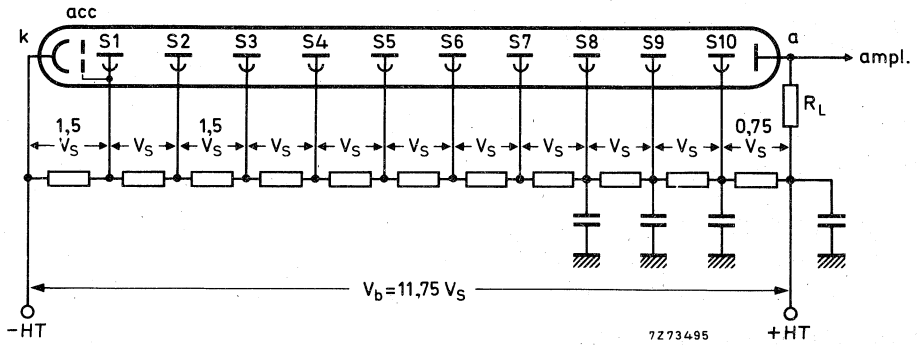 acc
k S1 S2 S3 S4 S5 S6 S7 S8 S9 S10 a
ampl.
R_L
1,5 1,5 0,75
V_S V_S V_S V_S V_S V_S V_S V_S V_S V_S V_S
V_b = 11,75 V_S
-HT +HT
7Z73495